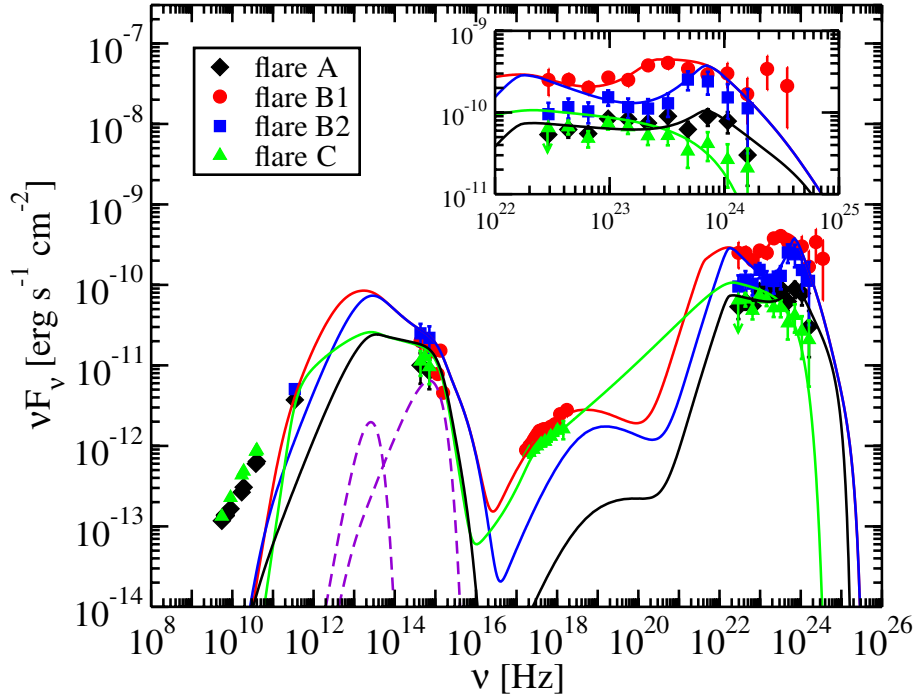 10^-7
10^-8
10^-9
10^-10
10^-11
10^-12
10^-13
10^-14
νF_ν [erg s^-1 cm^-2]
flare A
flare B1
flare B2
flare C
10^-9
10^-10
10^-11
10^22 10^23 10^24 10^25
10^8 10^10 10^12 10^14 10^16 10^18 10^20 10^22 10^24 10^26
ν [Hz]